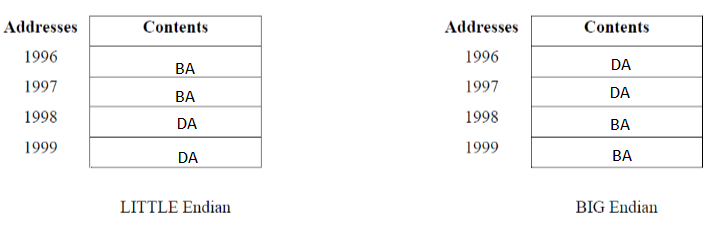 Addresses Contents
1996 BA
1997 BA
1998 DA
1999 DA
LITTLE Endian
Addresses Contents
1996 DA
1997 DA
1998 BA
1999 BA
BIG Endian